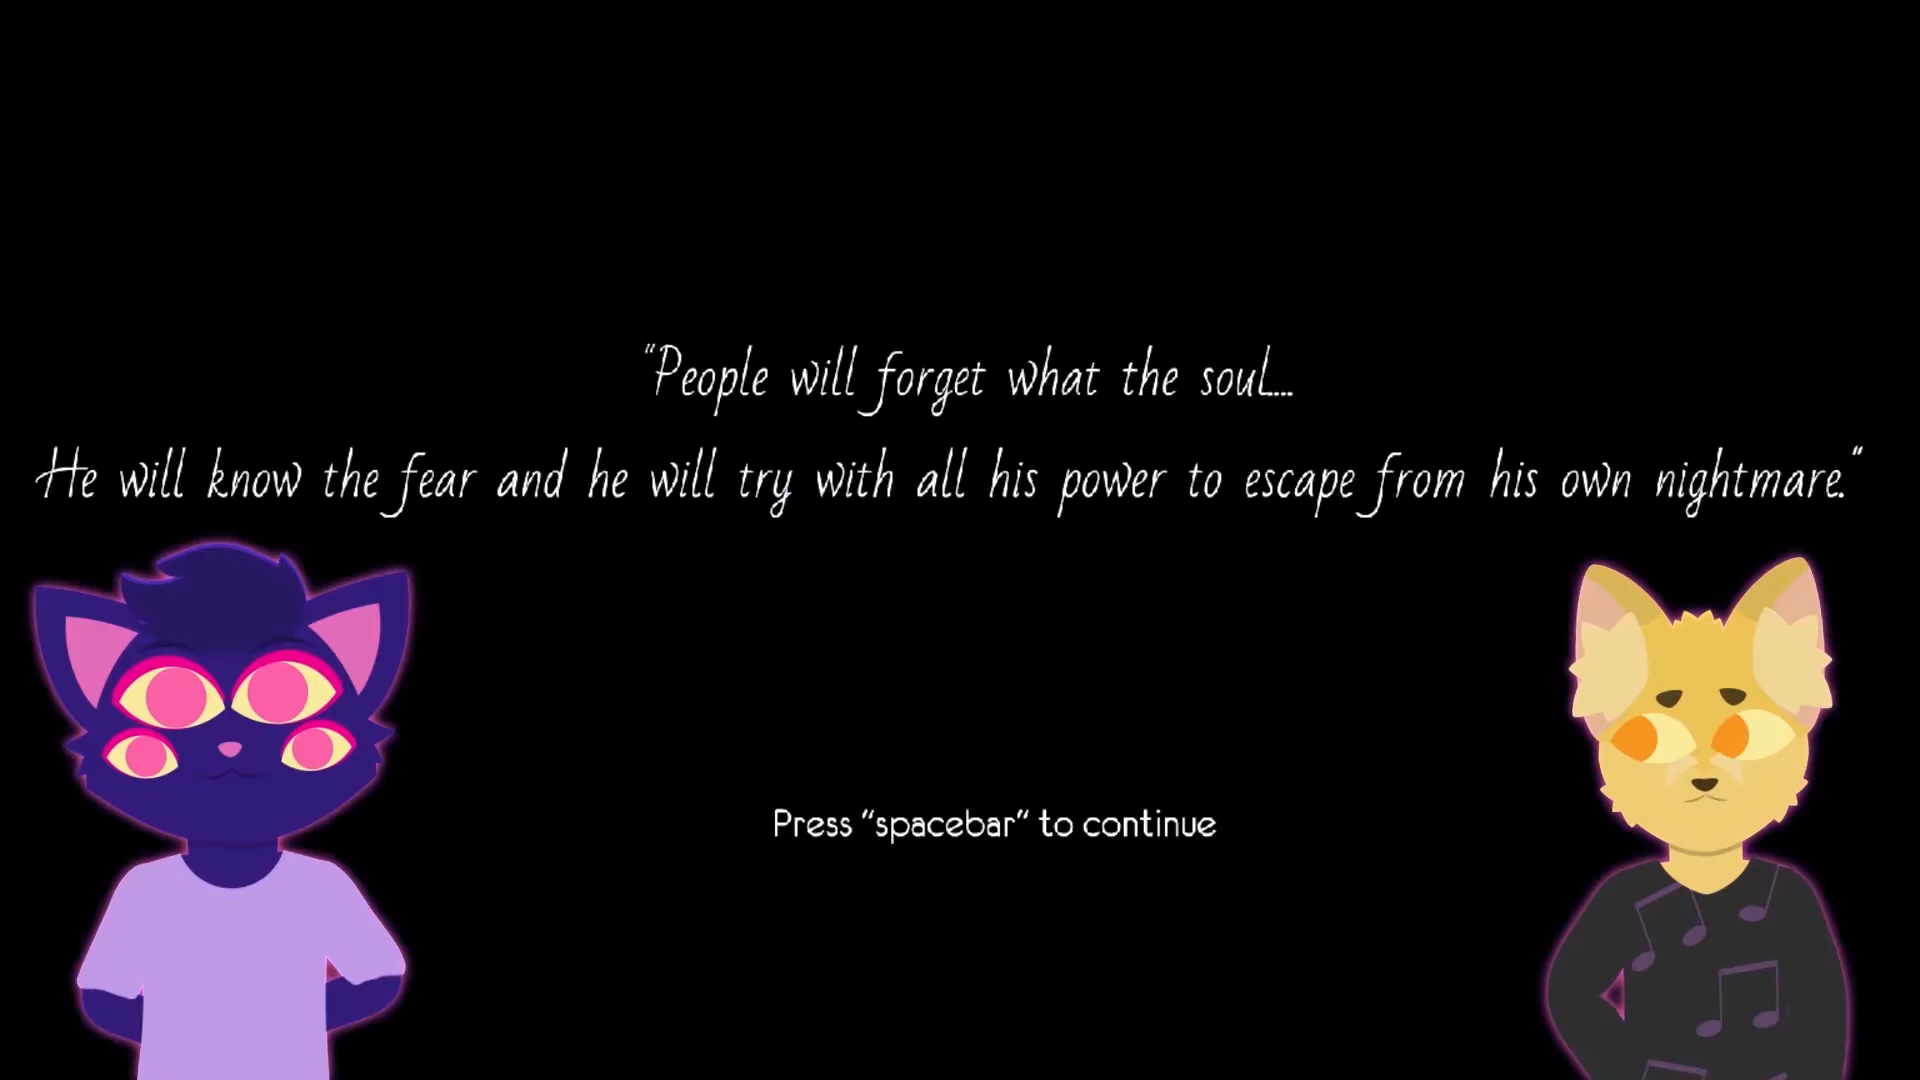 "People will forget what the soul...
He will know the fear and he will try with all his power to escape from his own nightmare."
Press "spacebar" to continue